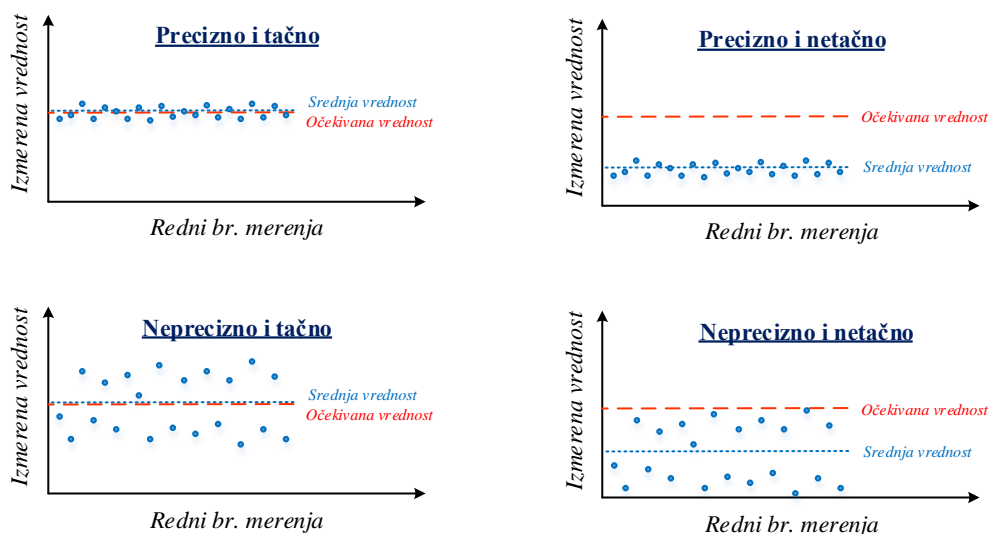 Precizno i tačno
Izmerena vrednost
Srednja vrednost
Očekivana vrednost
Redni br. merenja
Precizno i netačno
Izmerena vrednost
Očekivana vrednost
Srednja vrednost
Redni br. merenja
Neprecizno i tačno
Izmerena vrednost
Srednja vrednost
Očekivana vrednost
Redni br. merenja
Neprecizno i netačno
Izmerena vrednost
Očekivana vrednost
Srednja vrednost
Redni br. merenja